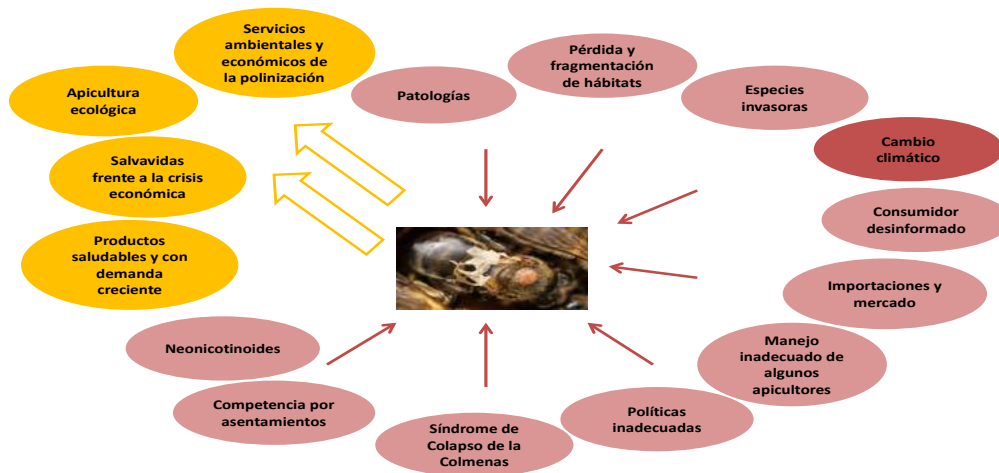 Servicios
ambientales y
económicos de
la polinización
Apicultura
ecológica
Salvavidas
frente a la crisis
económica
Productos
saludables y con
demanda
creciente
Patologías
Pérdida y
fragmentación
de hábitats
Especies
invasoras
Cambio
climático
Consumidor
desinformado
Importaciones y
mercado
Manejo
inadecuado de
algunos
apicultores
Políticas
inadecuadas
Síndrome de
Colapso de la
Colmenas
Competencia por
asentamientos
Neonicotinoides